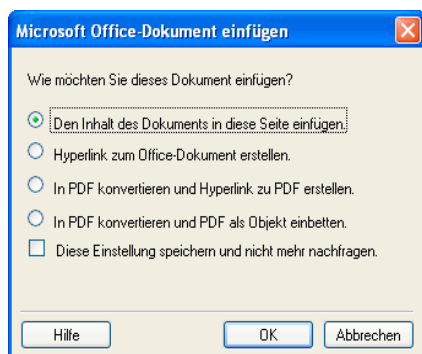 Microsoft Office-Dokument einfügen
Wie möchten Sie dieses Dokument einfügen?
Den Inhalt des Dokuments in diese Seite einfügen.
Hyperlink zum Office-Dokument erstellen.
In PDF konvertieren und Hyperlink zu PDF erstellen.
In PDF konvertieren und PDF als Objekt einbetten.
Diese Einstellung speichern und nicht mehr nachfragen.
Hilfe OK Abbrechen